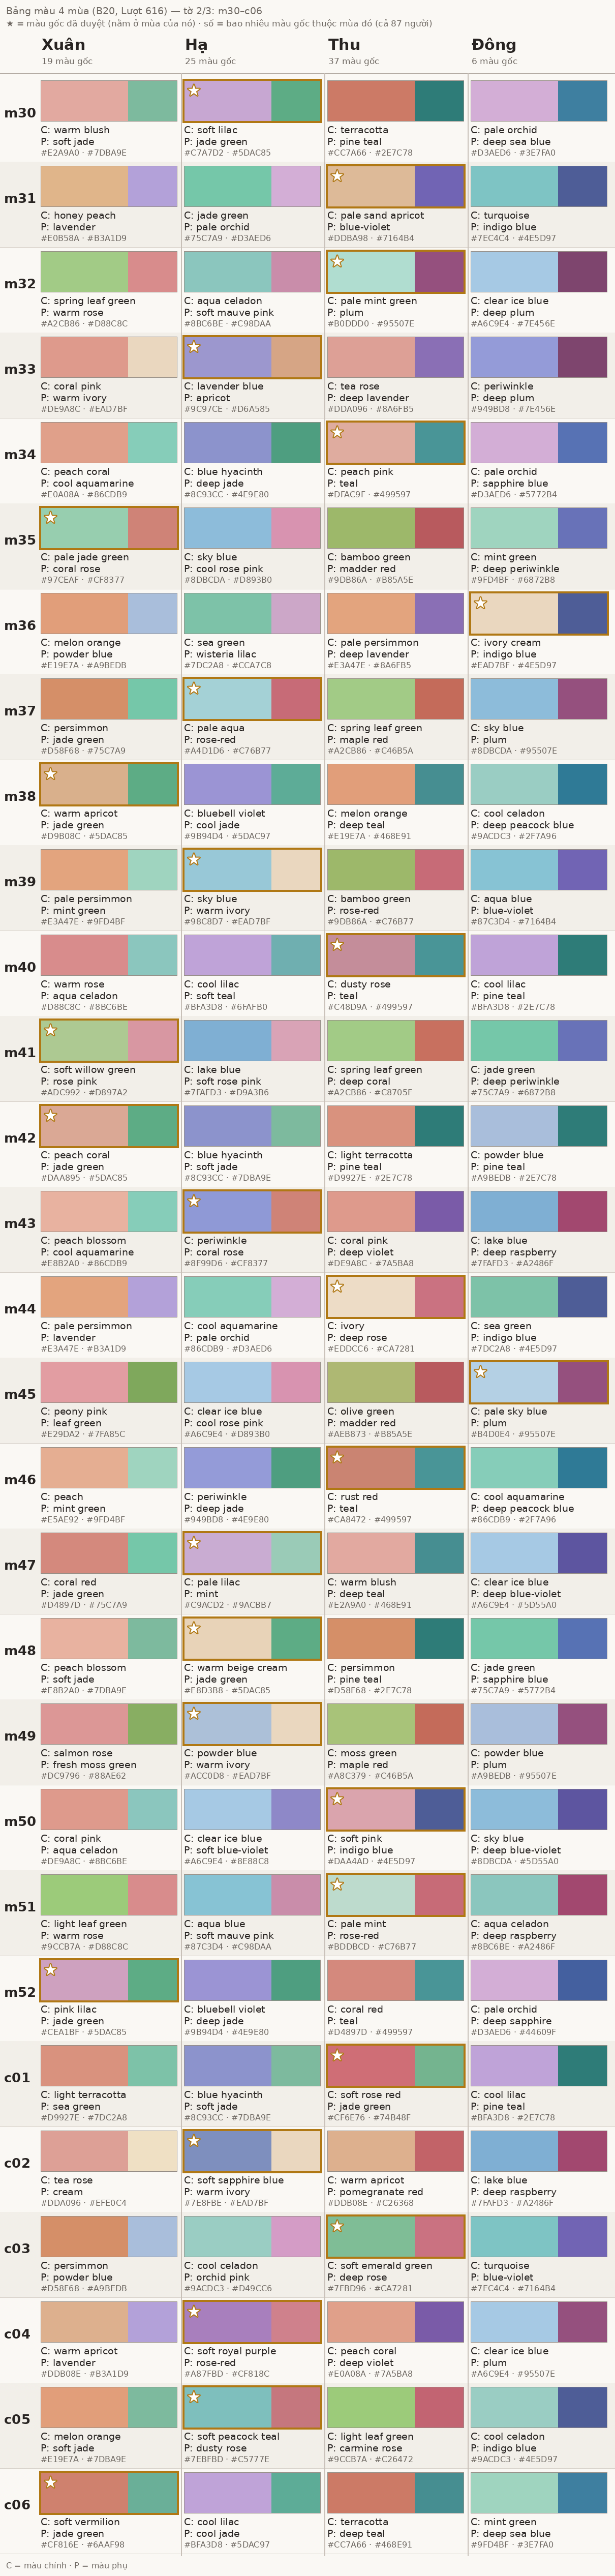 Bảng màu 4 mùa (B20, Lượt 616) — tờ 2/3: m30–c06
★ = màu gốc đã duyệt (nằm ở mùa của nó) · số = bao nhiêu màu gốc thuộc mùa đó (cả 87 người)
Xuân Hạ Thu Đông
19 màu gốc 25 màu gốc 37 màu gốc 6 màu gốc
m30
C: warm blush C: soft lilac C: terracotta C: pale orchid
P: soft jade P: jade green P: pine teal P: deep sea blue
#E2A9A0 · #7DBA9E #C7A7D2 · #5DAC85 #CC7A66 · #2E7C78 #D3AED6 · #3E7FA0
m31
C: honey peach C: jade green C: pale sand apricot C: turquoise
P: lavender P: pale orchid P: blue-violet P: indigo blue
#E0B58A · #B3A1D9 #75C7A9 · #D3AED6 #DDBA98 · #7164B4 #7EC4C4 · #4E5D97
m32
C: spring leaf green C: aqua celadon C: pale mint green C: clear ice blue
P: warm rose P: soft mauve pink P: plum P: deep plum
#A2CB86 · #D88C8C #8BC6BE · #C98DAA #B0DDD0 · #95507E #A6C9E4 · #7E456E
m33
C: coral pink C: lavender blue C: tea rose C: periwinkle
P: warm ivory P: apricot P: deep lavender P: deep plum
#DE9A8C · #EAD7BF #9C97CE · #D6A585 #DDA096 · #8A6FB5 #949BD8 · #7E456E
m34
C: peach coral C: blue hyacinth C: peach pink C: pale orchid
P: cool aquamarine P: deep jade P: teal P: sapphire blue
#E0A08A · #86CDB9 #8C93CC · #4E9E80 #DFAC9F · #499597 #D3AED6 · #5772B4
m35
C: pale jade green C: sky blue C: bamboo green C: mint green
P: coral rose P: cool rose pink P: madder red P: deep periwinkle
#97CEAF · #CF8377 #8DBCDA · #D893B0 #9DB86A · #B85A5E #9FD4BF · #6872B8
m36
C: melon orange C: sea green C: pale persimmon C: ivory cream
P: powder blue P: wisteria lilac P: deep lavender P: indigo blue
#E19E7A · #A9BEDB #7DC2A8 · #CCA7C8 #E3A47E · #8A6FB5 #EAD7BF · #4E5D97
m37
C: persimmon C: pale aqua C: spring leaf green C: sky blue
P: jade green P: rose-red P: maple red P: plum
#D58F68 · #75C7A9 #A4D1D6 · #C76B77 #A2CB86 · #C46B5A #8DBCDA · #95507E
m38
C: warm apricot C: bluebell violet C: melon orange C: cool celadon
P: jade green P: cool jade P: deep teal P: deep peacock blue
#D9B08C · #5DAC85 #9B94D4 · #5DAC97 #E19E7A · #468E91 #9ACDC3 · #2F7A96
m39
C: pale persimmon C: sky blue C: bamboo green C: aqua blue
P: mint green P: warm ivory P: rose-red P: blue-violet
#E3A47E · #9FD4BF #98C8D7 · #EAD7BF #9DB86A · #C76B77 #87C3D4 · #7164B4
m40
C: warm rose C: cool lilac C: dusty rose C: cool lilac
P: aqua celadon P: soft teal P: teal P: pine teal
#D88C8C · #8BC6BE #BFA3D8 · #6FAFB0 #C48D9A · #499597 #BFA3D8 · #2E7C78
m41
C: soft willow green C: lake blue C: spring leaf green C: jade green
P: rose pink P: soft rose pink P: deep coral P: deep periwinkle
#ADC992 · #D897A2 #7FAFD3 · #D9A3B6 #A2CB86 · #C8705F #75C7A9 · #6872B8
m42
C: peach coral C: blue hyacinth C: light terracotta C: powder blue
P: jade green P: soft jade P: pine teal P: pine teal
#DAA895 · #5DAC85 #8C93CC · #7DBA9E #D9927E · #2E7C78 #A9BEDB · #2E7C78
m43
C: peach blossom C: periwinkle C: coral pink C: lake blue
P: cool aquamarine P: coral rose P: deep violet P: deep raspberry
#E8B2A0 · #86CDB9 #8F99D6 · #CF8377 #DE9A8C · #7A5BA8 #7FAFD3 · #A2486F
m44
C: pale persimmon C: cool aquamarine C: ivory C: sea green
P: lavender P: pale orchid P: deep rose P: indigo blue
#E3A47E · #B3A1D9 #86CDB9 · #D3AED6 #EDDCC6 · #CA7281 #7DC2A8 · #4E5D97
m45
C: peony pink C: clear ice blue C: olive green C: pale sky blue
P: leaf green P: cool rose pink P: madder red P: plum
#E29DA2 · #7FA85C #A6C9E4 · #D893B0 #AEB873 · #B85A5E #B4D0E4 · #95507E
m46
C: peach C: periwinkle C: rust red C: cool aquamarine
P: mint green P: deep jade P: teal P: deep peacock blue
#E5AE92 · #9FD4BF #949BD8 · #4E9E80 #CA8472 · #499597 #86CDB9 · #2F7A96
m47
C: coral red C: pale lilac C: warm blush C: clear ice blue
P: jade green P: mint P: deep teal P: deep blue-violet
#D4897D · #75C7A9 #C9ACD2 · #9ACBB7 #E2A9A0 · #468E91 #A6C9E4 · #5D55A0
m48
C: peach blossom C: warm beige cream C: persimmon C: jade green
P: soft jade P: jade green P: pine teal P: sapphire blue
#E8B2A0 · #7DBA9E #E8D3B8 · #5DAC85 #D58F68 · #2E7C78 #75C7A9 · #5772B4
m49
C: salmon rose C: powder blue C: moss green C: powder blue
P: fresh moss green P: warm ivory P: maple red P: plum
#DC9796 · #88AE62 #ACC0D8 · #EAD7BF #A8C379 · #C46B5A #A9BEDB · #95507E
m50
C: coral pink C: clear ice blue C: soft pink C: sky blue
P: aqua celadon P: soft blue-violet P: indigo blue P: deep blue-violet
#DE9A8C · #8BC6BE #A6C9E4 · #8E88C8 #DAA4AD · #4E5D97 #8DBCDA · #5D55A0
m51
C: light leaf green C: aqua blue C: pale mint C: aqua celadon
P: warm rose P: soft mauve pink P: rose-red P: deep raspberry
#9CCB7A · #D88C8C #87C3D4 · #C98DAA #BDDBCD · #C76B77 #8BC6BE · #A2486F
m52
C: pink lilac C: bluebell violet C: coral red C: pale orchid
P: jade green P: deep jade P: teal P: deep sapphire
#CEA1BF · #5DAC85 #9B94D4 · #4E9E80 #D4897D · #499597 #D3AED6 · #44609F
c01
C: light terracotta C: blue hyacinth C: soft rose red C: cool lilac
P: sea green P: soft jade P: jade green P: pine teal
#D9927E · #7DC2A8 #8C93CC · #7DBA9E #CF6E76 · #74B48F #BFA3D8 · #2E7C78
c02
C: tea rose C: soft sapphire blue C: warm apricot C: lake blue
P: cream P: warm ivory P: pomegranate red P: deep raspberry
#DDA096 · #EFE0C4 #7E8FBE · #EAD7BF #DDB08E · #C26368 #7FAFD3 · #A2486F
c03
C: persimmon C: cool celadon C: soft emerald green C: turquoise
P: powder blue P: orchid pink P: deep rose P: blue-violet
#D58F68 · #A9BEDB #9ACDC3 · #D49CC6 #7FBD96 · #CA7281 #7EC4C4 · #7164B4
c04
C: warm apricot C: soft royal purple C: peach coral C: clear ice blue
P: lavender P: rose-red P: deep violet P: plum
#DDB08E · #B3A1D9 #A87FBD · #CF818C #E0A08A · #7A5BA8 #A6C9E4 · #95507E
c05
C: melon orange C: soft peacock teal C: light leaf green C: cool celadon
P: soft jade P: dusty rose P: carmine rose P: indigo blue
#E19E7A · #7DBA9E #7EBFBD · #C5777E #9CCB7A · #C26472 #9ACDC3 · #4E5D97
c06
C: soft vermilion C: cool lilac C: terracotta C: mint green
P: jade green P: cool jade P: deep teal P: deep sea blue
#CF816E · #6AAF98 #BFA3D8 · #5DAC97 #CC7A66 · #468E91 #9FD4BF · #3E7FA0
C = màu chính · P = màu phụ